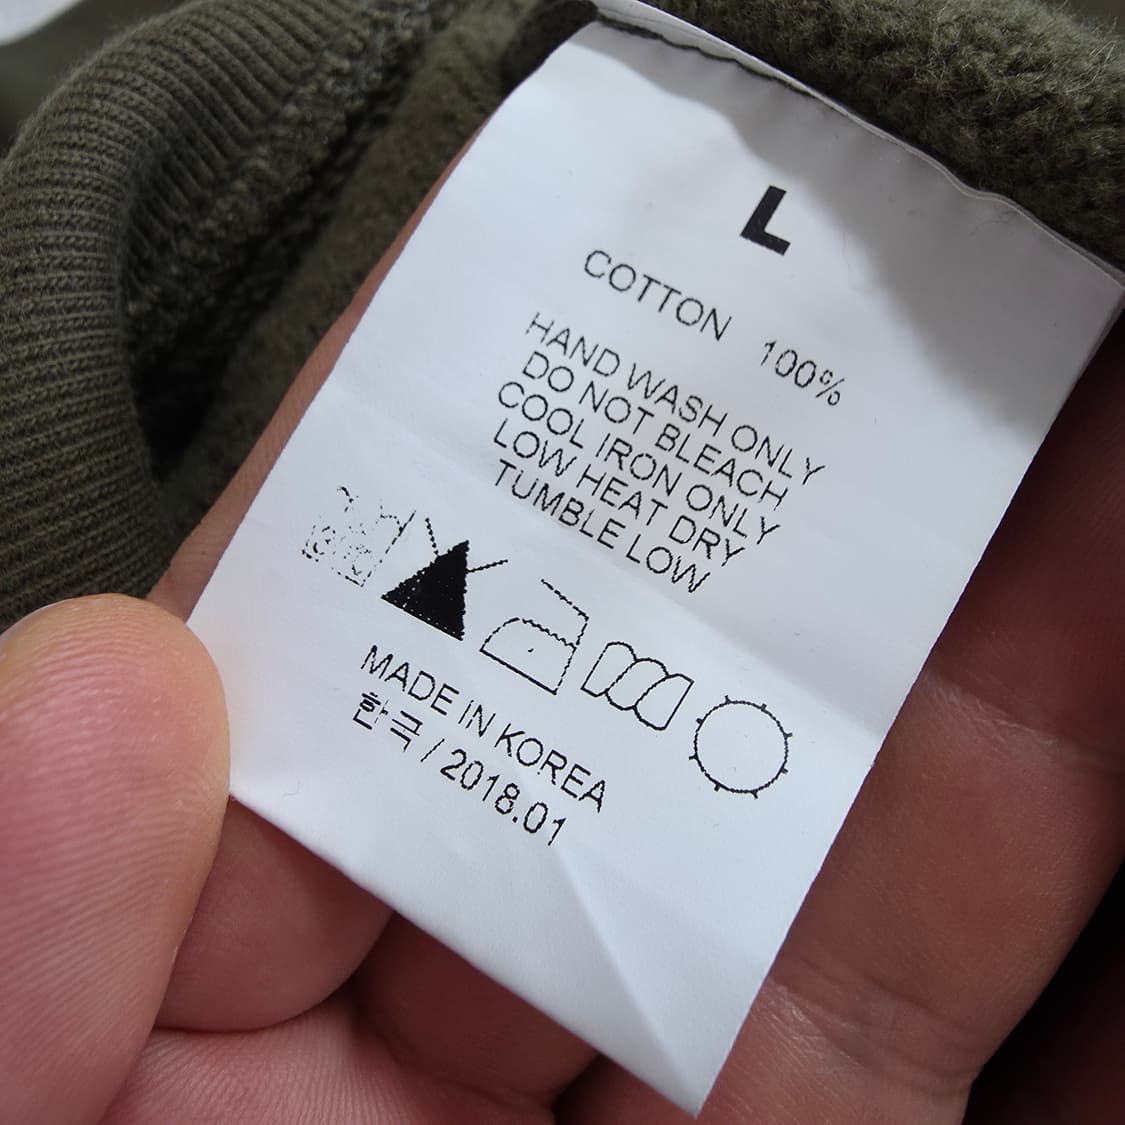 L
COTTON 100%
HAND WASH ONLY
DO NOT BLEACH
COOL IRON ONLY
LOW HEAT DRY
TUMBLE LOW
MADE IN KOREA
한국 / 2018.01